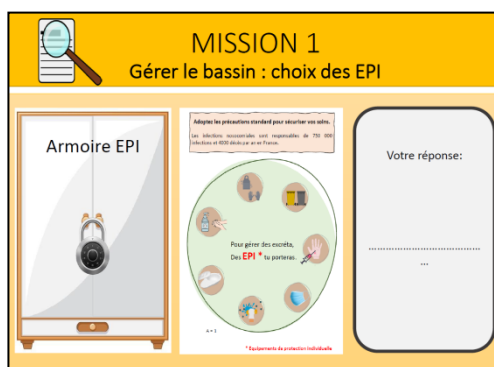 MISSION 1
Gérer le bassin : choix des EPI
Armoire EPI
Adoptez les précautions standard pour sécuriser vos soins.
Les infections nosocomiales sont responsables de 750 000
infections et 4000 décès par an en France.
Pour gérer des excréta,
Des EPI * tu porteras.
A = 1
* Equipements de protection individuelle
Votre réponse:
……………………………………
…